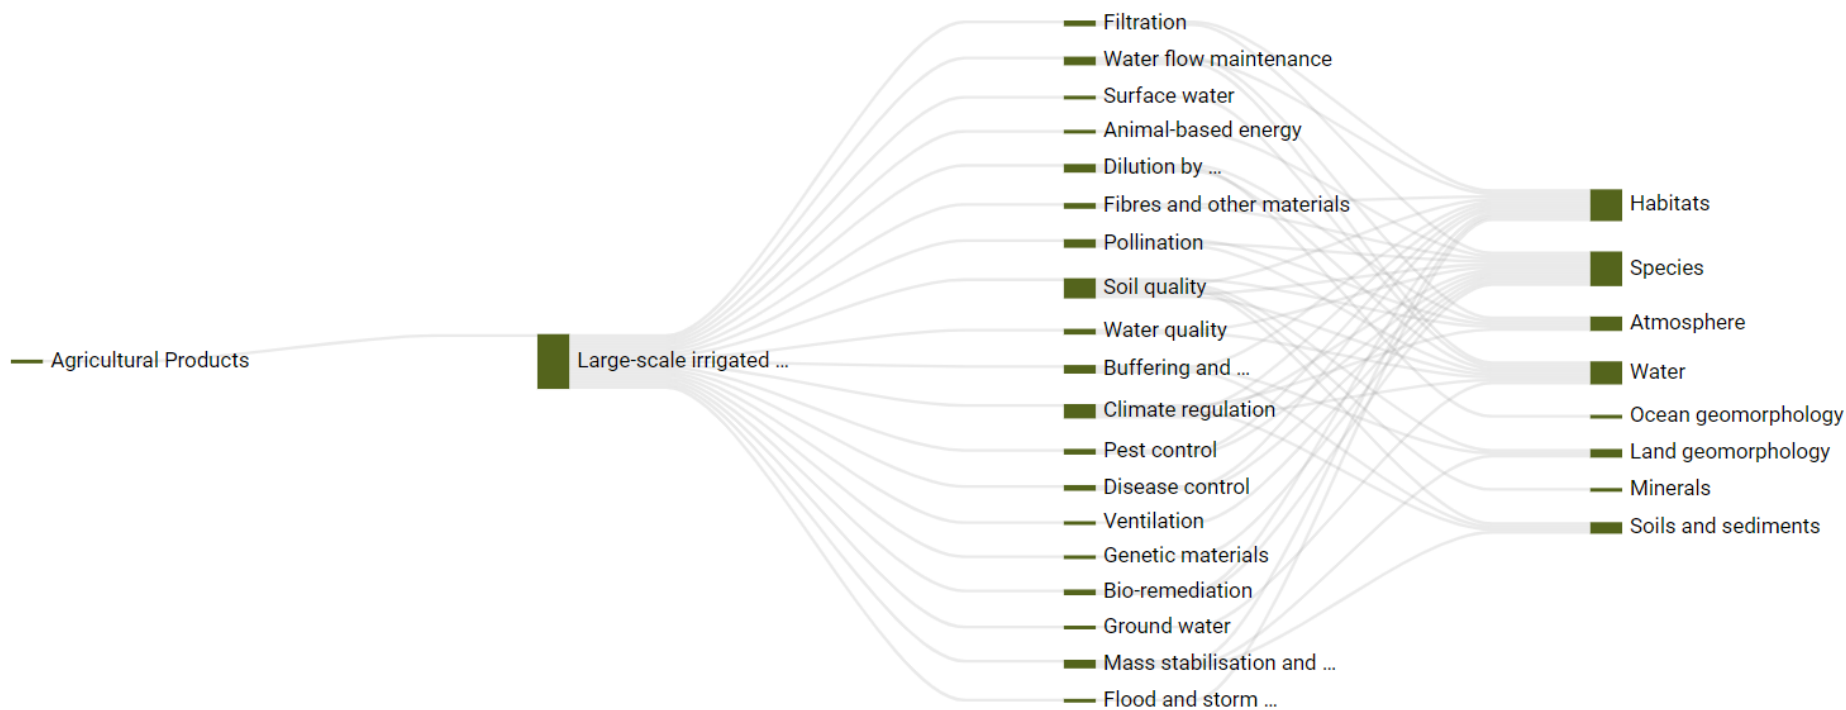 Agricultural Products
Large-scale irrigated ...
Filtration
Water flow maintenance
Surface water
Animal-based energy
Dilution by ...
Fibres and other materials
Pollination
Soil quality
Water quality
Buffering and ...
Climate regulation
Pest control
Disease control
Ventilation
Genetic materials
Bio-remediation
Ground water
Mass stabilisation and ...
Flood and storm ...
Habitats
Species
Atmosphere
Water
Ocean geomorphology
Land geomorphology
Minerals
Soils and sediments